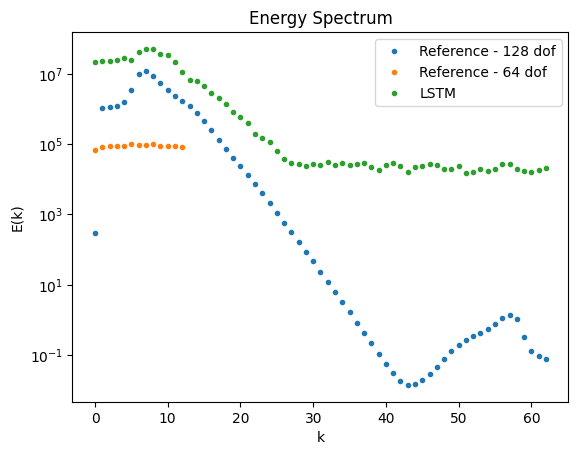 Energy Spectrum
Reference - 128 dof
Reference - 64 dof
LSTM
E(k)
10^7
10^5
10^3
10^1
10^-1
0 10 20 30 40 50 60
k